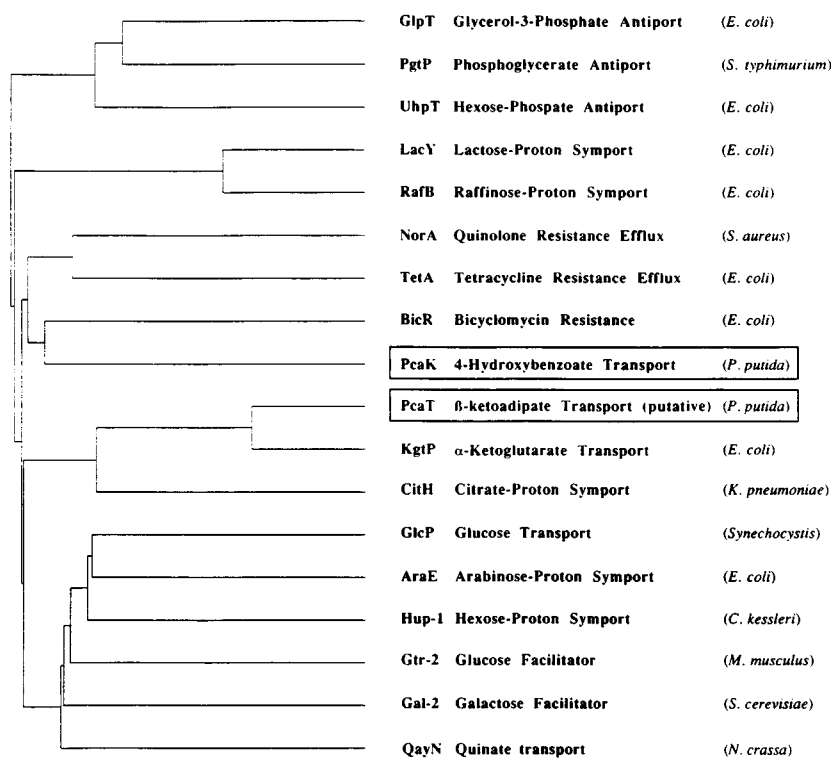 GlpT Glycerol-3-Phosphate Antiport (E. coli)
PgtP Phosphoglycerate Antiport (S. typhimurium)
UhpT Hexose-Phospate Antiport (E. coli)
LacY Lactose-Proton Symport (E. coli)
RafB Raffinose-Proton Symport (E. coli)
NorA Quinolone Resistance Efflux (S. aureus)
TetA Tetracycline Resistance Efflux (E. coli)
BicR Bicyclomycin Resistance (E. coli)
PcaK 4-Hydroxybenzoate Transport (P. putida)
PcaT ß-ketoadipate Transport (putative) (P. putida)
KgtP α-Ketoglutarate Transport (E. coli)
CitH Citrate-Proton Symport (K. pneumoniae)
GlcP Glucose Transport (Synechocystis)
AraE Arabinose-Proton Symport (E. coli)
Hup-1 Hexose-Proton Symport (C. kessleri)
Gtr-2 Glucose Facilitator (M. musculus)
Gal-2 Galactose Facilitator (S. cerevisiae)
QayN Quinate transport (N. crassa)